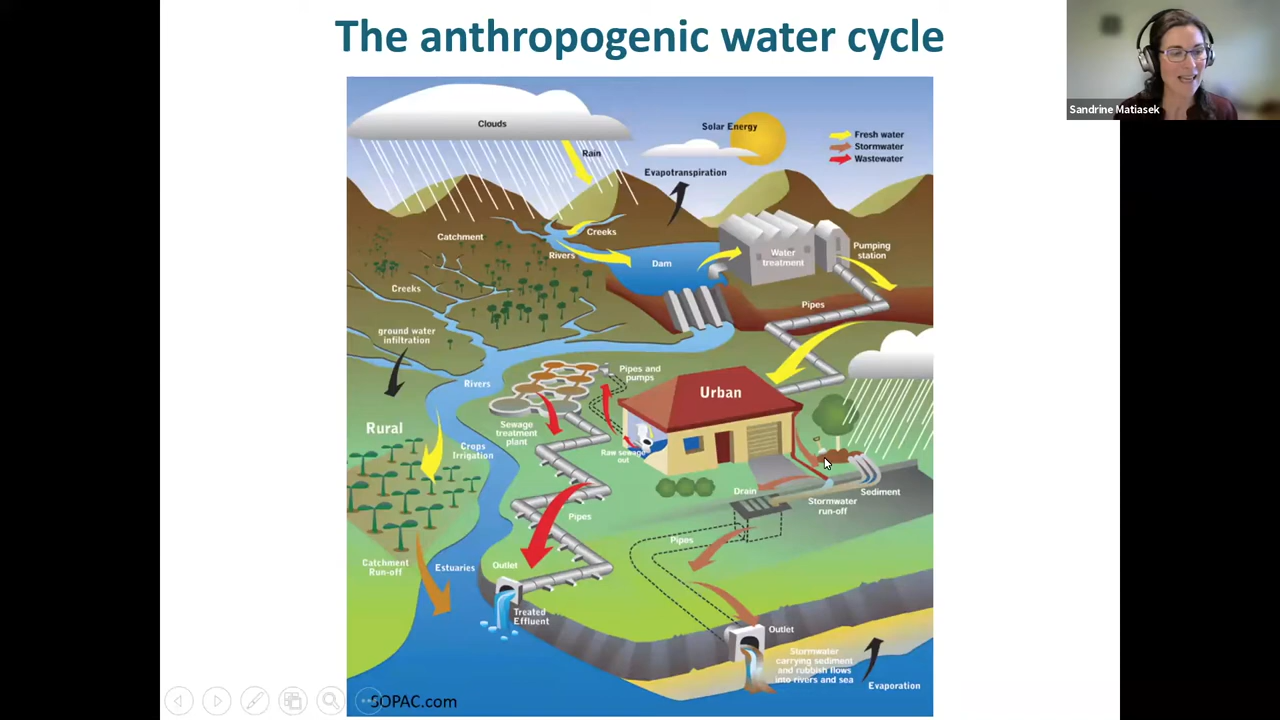 The anthropogenic water cycle
Sandrine Matiasek
Clouds
Solar Energy
Fresh water
Stormwater
Wastewater
Rain
Evapotranspiration
Catchment
Creeks
Rivers
Dam
Water
treatment
Pumping
station
Creeks
Pipes
ground water
infiltration
Rivers
Pipes and
pumps
Urban
Rural
Sewage
treatment
plant
Crops
Irrigation
Raw sewage
out
Drain
Sediment
Stormwater
run-off
Pipes
Pipes
Catchment
Run-off
Estuaries
Outlet
Treated
Effluent
Outlet
Stormwater
carrying sediment
and rubbish flows
into rivers and sea
Evaporation
SOPAC.com